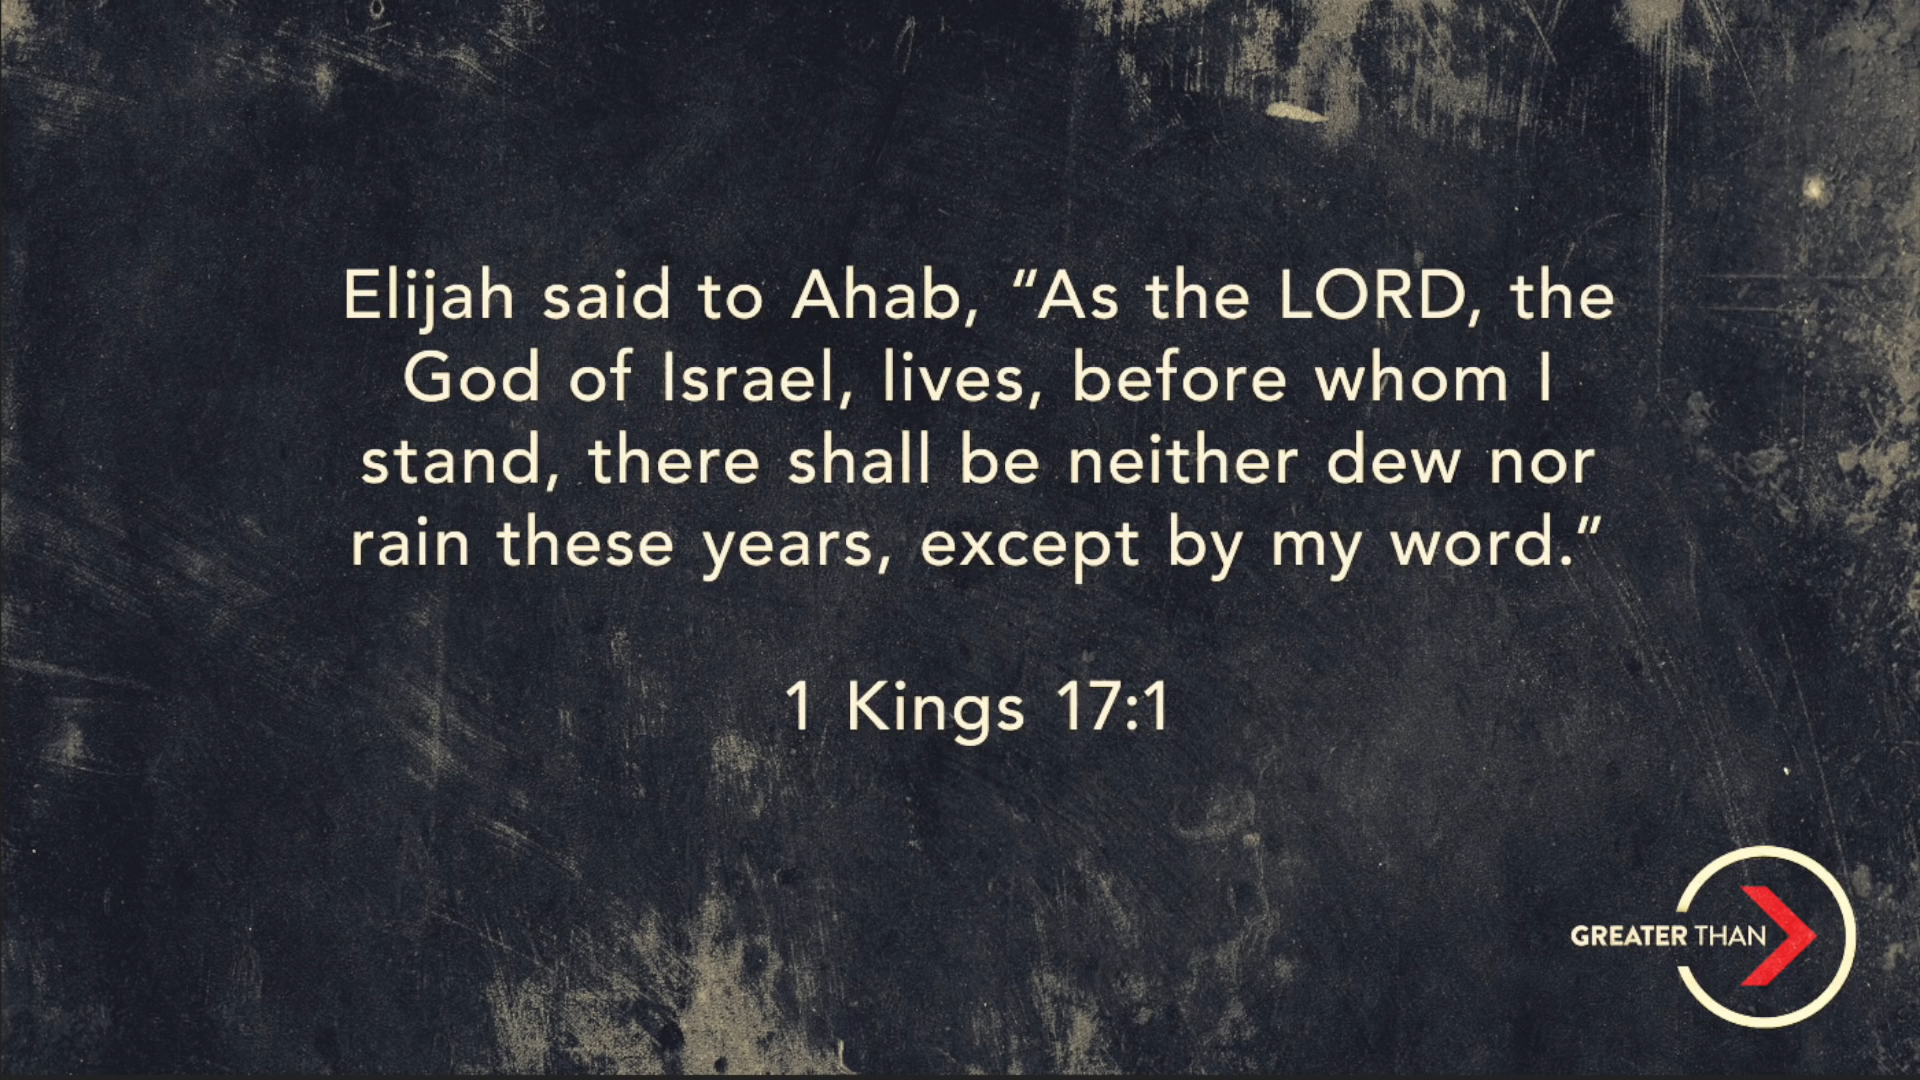 Elijah said to Ahab, “As the LORD, the
God of Israel, lives, before whom I
stand, there shall be neither dew nor
rain these years, except by my word.”
1 Kings 17:1
GREATER THAN